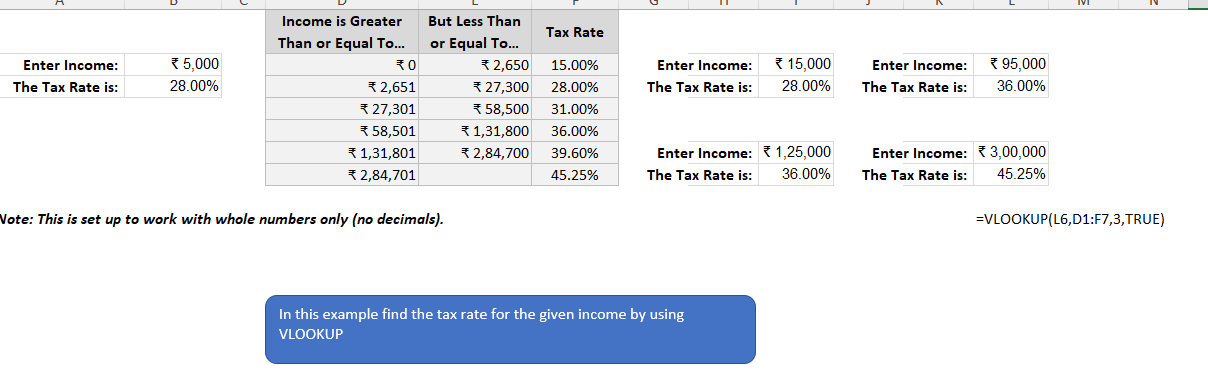 A B C D E F G H I J K L M N
Income is Greater Than or Equal To... But Less Than or Equal To... Tax Rate
Enter Income: ₹ 5,000 ₹ 0 ₹ 2,650 15.00% Enter Income: ₹ 15,000 Enter Income: ₹ 95,000
The Tax Rate is: 28.00% ₹ 2,651 ₹ 27,300 28.00% The Tax Rate is: 28.00% The Tax Rate is: 36.00%
₹ 27,301 ₹ 58,500 31.00%
₹ 58,501 ₹ 1,31,800 36.00%
₹ 1,31,801 ₹ 2,84,700 39.60% Enter Income: ₹ 1,25,000 Enter Income: ₹ 3,00,000
₹ 2,84,701 45.25% The Tax Rate is: 36.00% The Tax Rate is: 45.25%
Note: This is set up to work with whole numbers only (no decimals). =VLOOKUP(L6,D1:F7,3,TRUE)
In this example find the tax rate for the given income by using
VLOOKUP